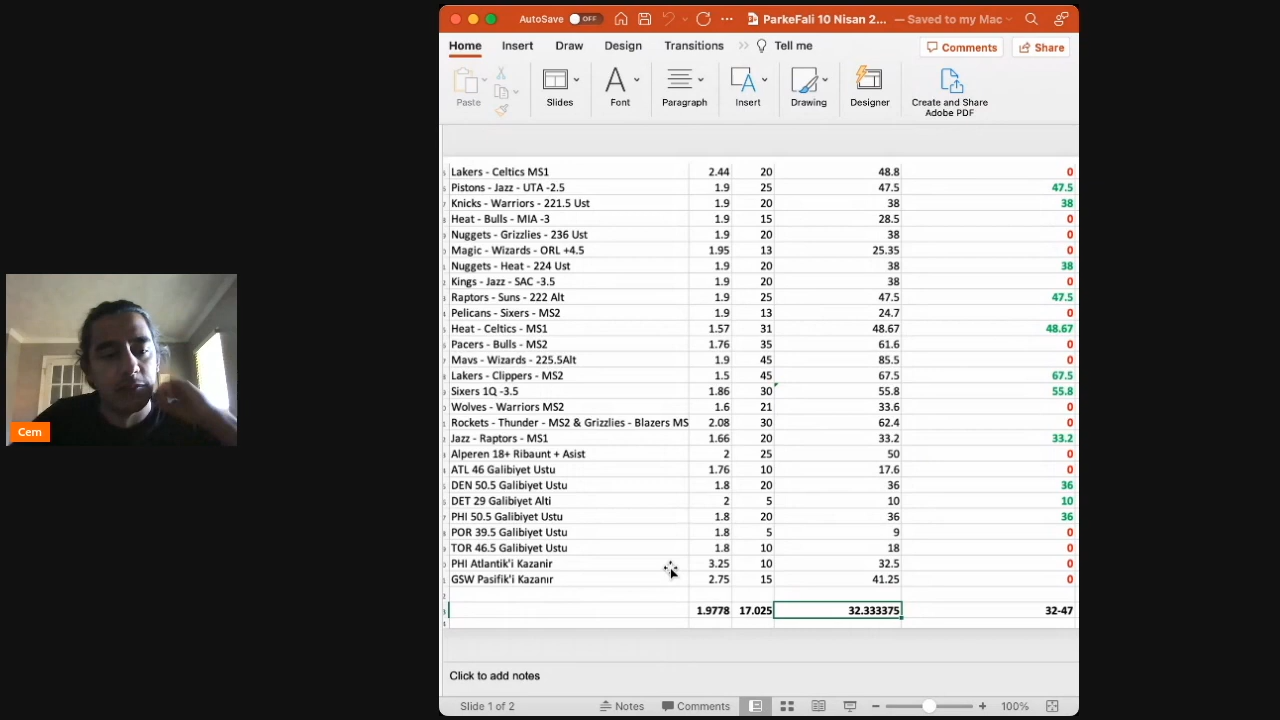 AutoSave OFF ParkeFali 10 Nisan 2... — Saved to my Mac
Home Insert Draw Design Transitions Tell me Comments Share
Paste Slides Font Paragraph Insert Drawing Designer Create and Share
Adobe PDF
Lakers - Celtics MS1 2.44 20 48.8 0
Pistons - Jazz - UTA -2.5 1.9 25 47.5 47.5
Knicks - Warriors - 221.5 Ust 1.9 20 38 38
Heat - Bulls - MIA -3 1.9 15 28.5 0
Nuggets - Grizzlies - 236 Ust 1.9 20 38 0
Magic - Wizards - ORL +4.5 1.95 13 25.35 0
Nuggets - Heat - 224 Ust 1.9 20 38 38
Kings - Jazz - SAC -3.5 1.9 20 38 0
Raptors - Suns - 222 Alt 1.9 25 47.5 47.5
Pelicans - Sixers - MS2 1.9 13 24.7 0
Heat - Celtics - MS1 1.57 31 48.67 48.67
Pacers - Bulls - MS2 1.76 35 61.6 0
Mavs - Wizards - 225.5Alt 1.9 45 85.5 0
Lakers - Clippers - MS2 1.5 45 67.5 67.5
Sixers 1Q -3.5 1.86 30 55.8 55.8
Wolves - Warriors MS2 1.6 21 33.6 0
Rockets - Thunder - MS2 & Grizzlies - Blazers MS 2.08 30 62.4 0
Jazz - Raptors - MS1 1.66 20 33.2 33.2
Alperen 18+ Ribaunt + Asist 2 25 50 0
ATL 46 Galibiyet Ustu 1.76 10 17.6 0
DEN 50.5 Galibiyet Ustu 1.8 20 36 36
DET 29 Galibiyet Alti 2 5 10 10
PHI 50.5 Galibiyet Ustu 1.8 20 36 36
POR 39.5 Galibiyet Ustu 1.8 5 9 0
TOR 46.5 Galibiyet Ustu 1.8 10 18 0
PHI Atlantik'i Kazanir 3.25 10 32.5 0
GSW Pasifik'i Kazanır 2.75 15 41.25 0
1.9778 17.025 32.333375 32-47
Cem
Click to add notes
Slide 1 of 2 Notes Comments 100%